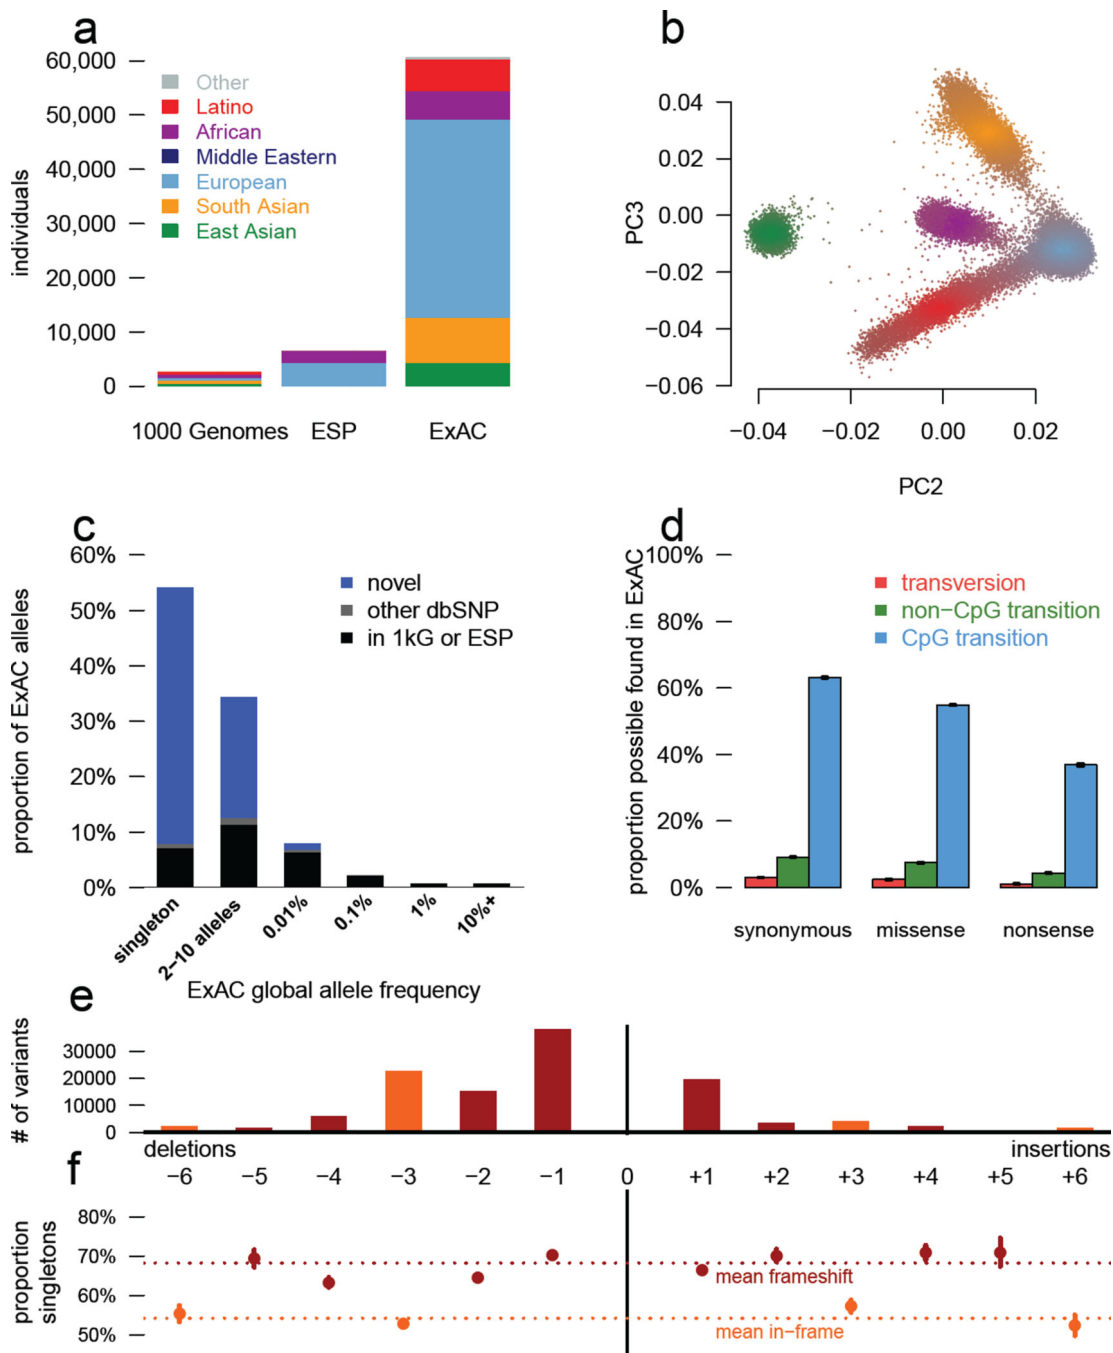 a
60,000
50,000
40,000
30,000
20,000
10,000
0
individuals
Other
Latino
African
Middle Eastern
European
South Asian
East Asian
1000 Genomes ESP ExAC
b
0.04
0.02
0.00
−0.02
−0.04
−0.06
PC3
−0.04 −0.02 0.00 0.02
PC2
c
60%
50%
40%
30%
20%
10%
0%
proportion of ExAC alleles
novel
other dbSNP
in 1kG or ESP
singleton
2−10 alleles
0.01%
0.1%
1%
10%+
ExAC global allele frequency
d
100%
80%
60%
40%
20%
0%
proportion possible found in ExAC
transversion
non−CpG transition
CpG transition
synonymous missense nonsense
e
# of variants
30000
20000
10000
0
deletions insertions
f
−6 −5 −4 −3 −2 −1 0 +1 +2 +3 +4 +5 +6
proportion
singletons
80%
70%
60%
50%
mean frameshift
mean in−frame